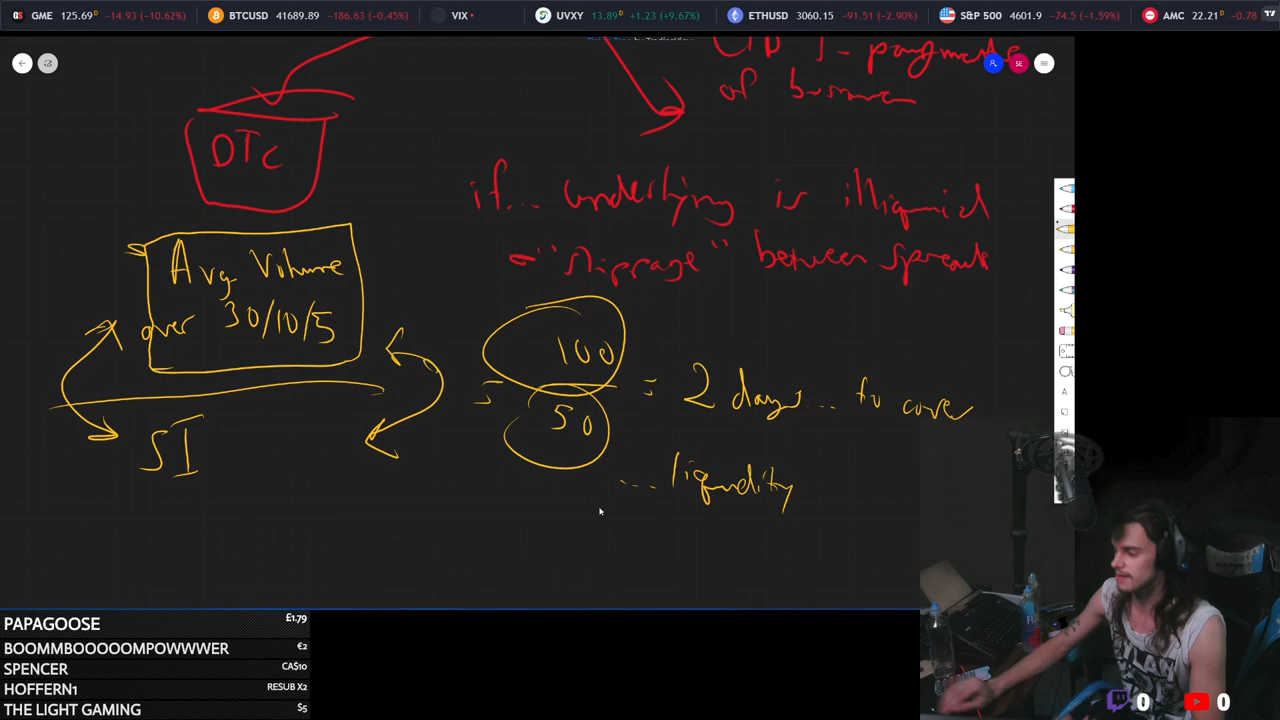 GME 125.69ᴰ -14.93 (-10.62%) BTCUSD 41689.89 -186.63 (-0.45%) VIX UVXY 13.89ᴰ +1.23 (+9.67%) ETHUSD 3060.15 -91.51 (-2.90%) S&P 500 4601.9 -74.5 (-1.59%) AMC 22.21ᴰ -0.78
SE
of
DTC
if... underlying is illiquid
"slippage" between spreads
Avg Volume
over 30/10/5
SI
= 100
50
= 2 days... to cover
... liquidity
A
PAPAGOOSE £1.79
BOOMMBOOOOOMPOWWWER €2
SPENCER CA$10
HOFFERN1 RESUB X2
THE LIGHT GAMING $5
0 0